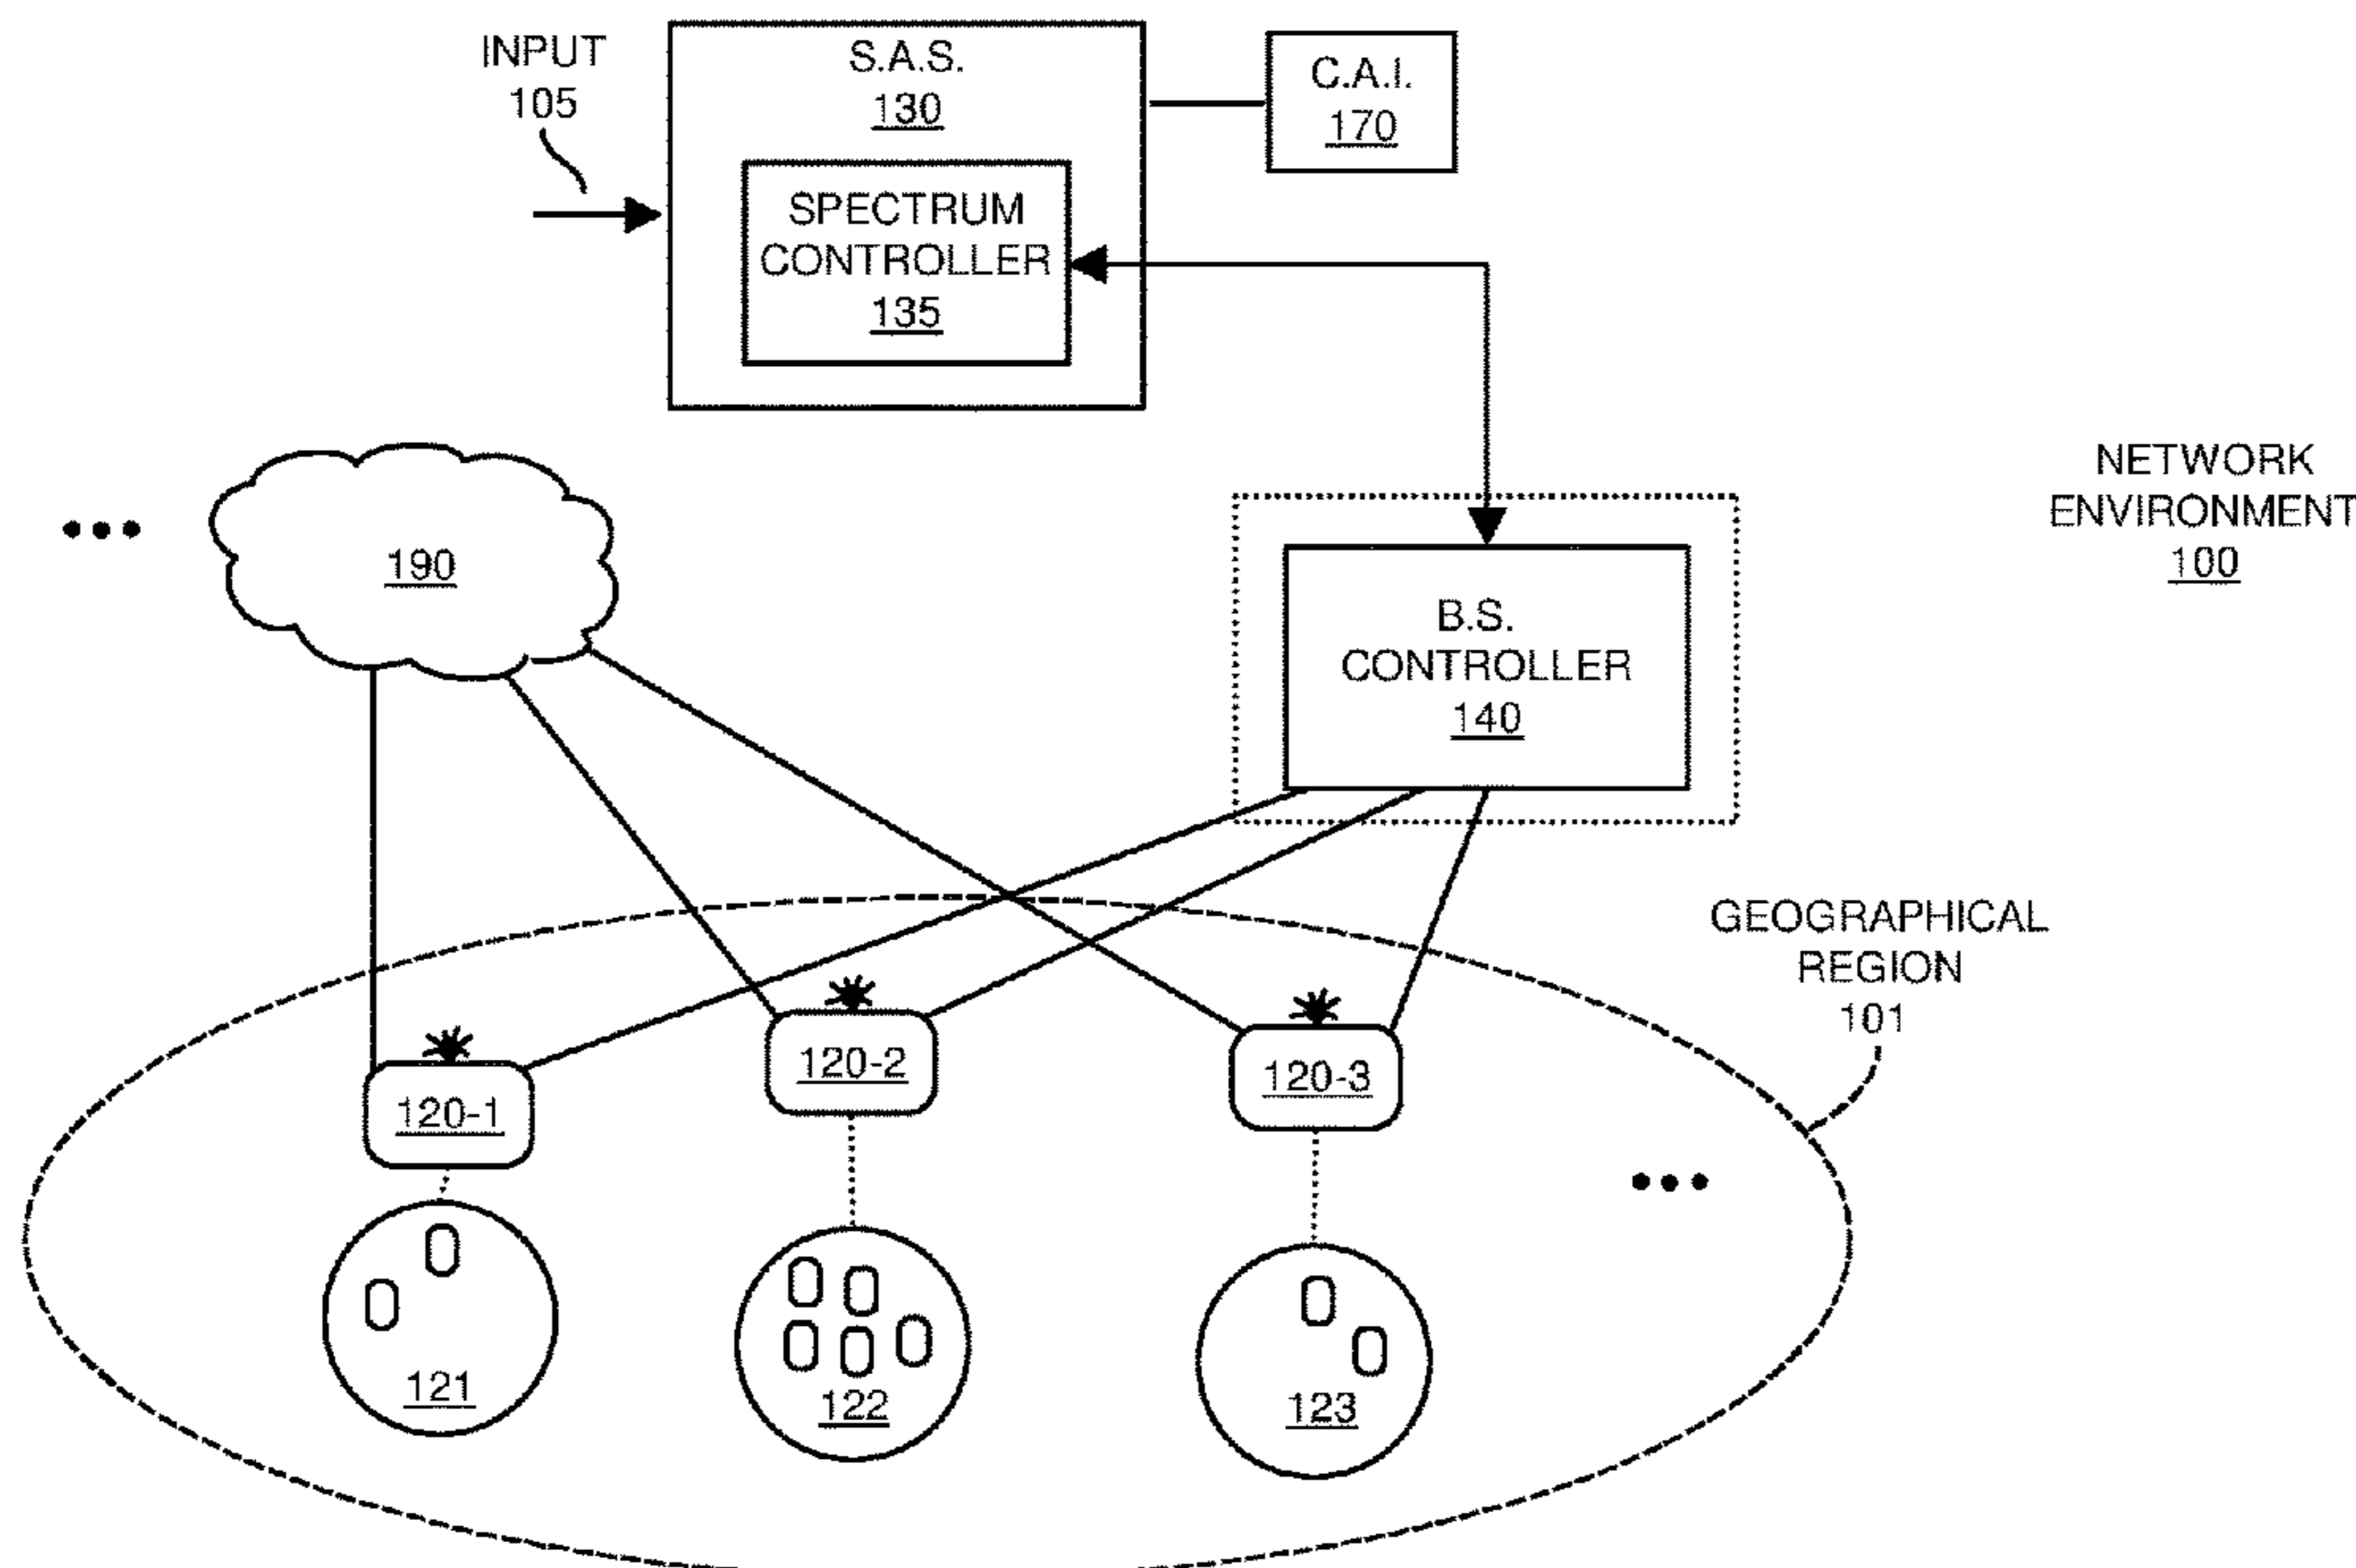 INPUT
105
S.A.S.
130
C.A.I.
170
SPECTRUM
CONTROLLER
135
NETWORK
ENVIRONMENT
100
190
B.S.
CONTROLLER
140
GEOGRAPHICAL
REGION
101
120-1
120-2
120-3
121
122
123